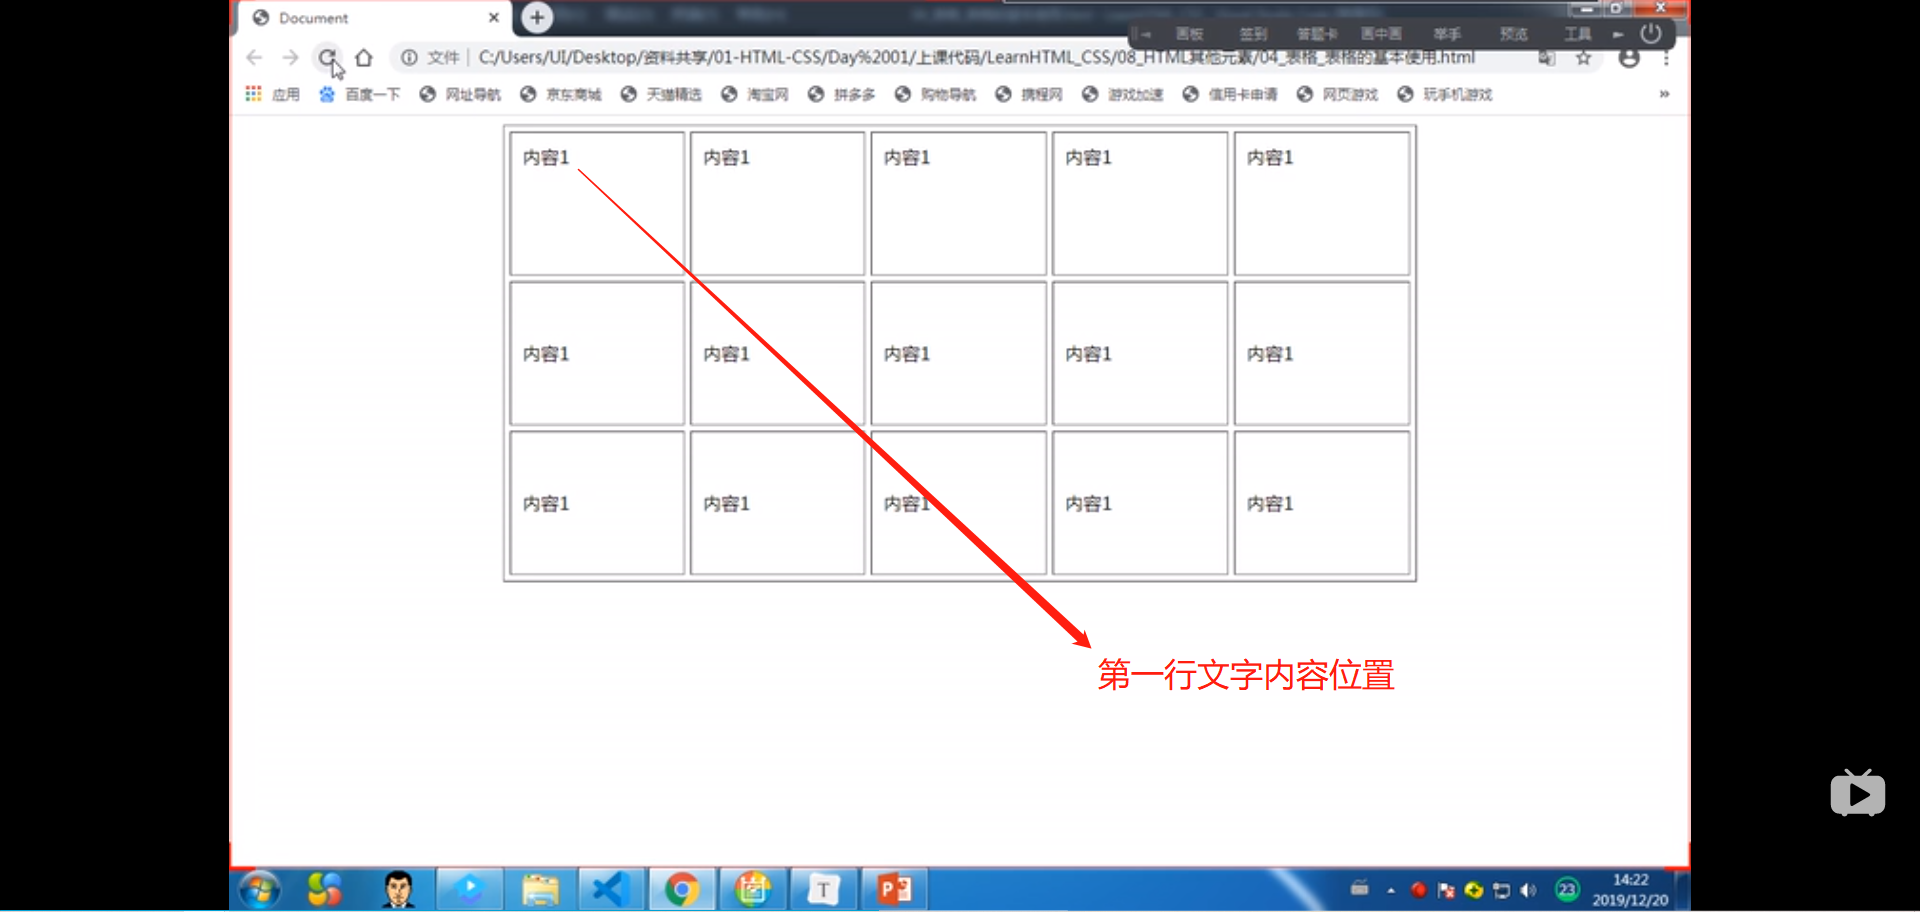 Document
画板 签到 答题卡 画中画 举手 预览 工具
文件 C:/Users/UI/Desktop/资料共享/01-HTML-CSS/Day%2001/上课代码/LearnHTML_CSS/08_HTML其他元素/04_表格_表格的基本使用.html
应用 百度一下 网址导航 京东商城 天猫精选 淘宝网 拼多多 购物导航 携程网 游戏加速 信用卡申请 网页游戏 玩手机游戏 »
内容1 内容1 内容1 内容1 内容1
内容1 内容1 内容1 内容1 内容1
内容1 内容1 内容1 内容1 内容1
第一行文字内容位置
T
P
23
14:22
2019/12/20